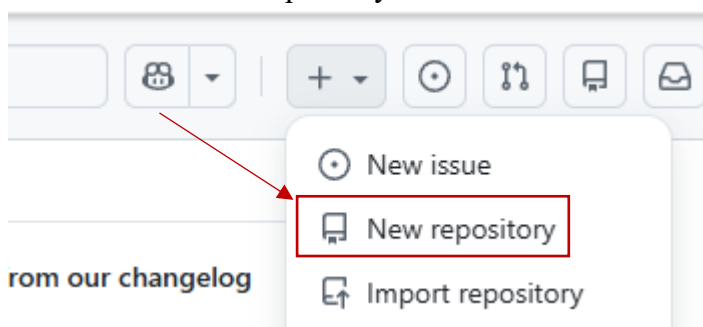 New issue
New repository
rom our changelog
Import repository